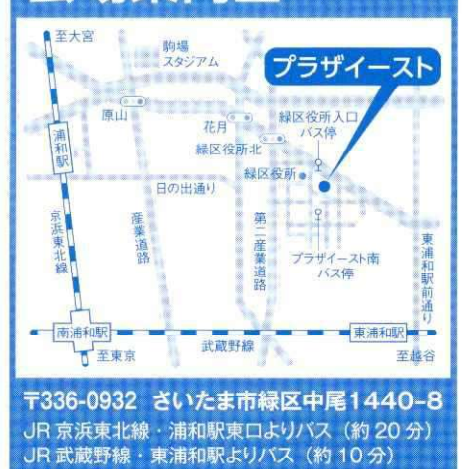 至大宮
駒場
スタジアム
プラザイースト
原山
花月
緑区役所入口
バス停
浦和駅
緑区役所北
緑区役所
日の出通り
京浜東北線
産業道路
第二産業道路
プラザイースト南
バス停
東浦和駅前通り
南浦和駅
東浦和駅
武蔵野線
至東京
至越谷
〒336-0932 さいたま市緑区中尾1440-8
JR 京浜東北線・浦和駅東口よりバス（約20分）
JR 武蔵野線・東浦和駅よりバス（約10分）